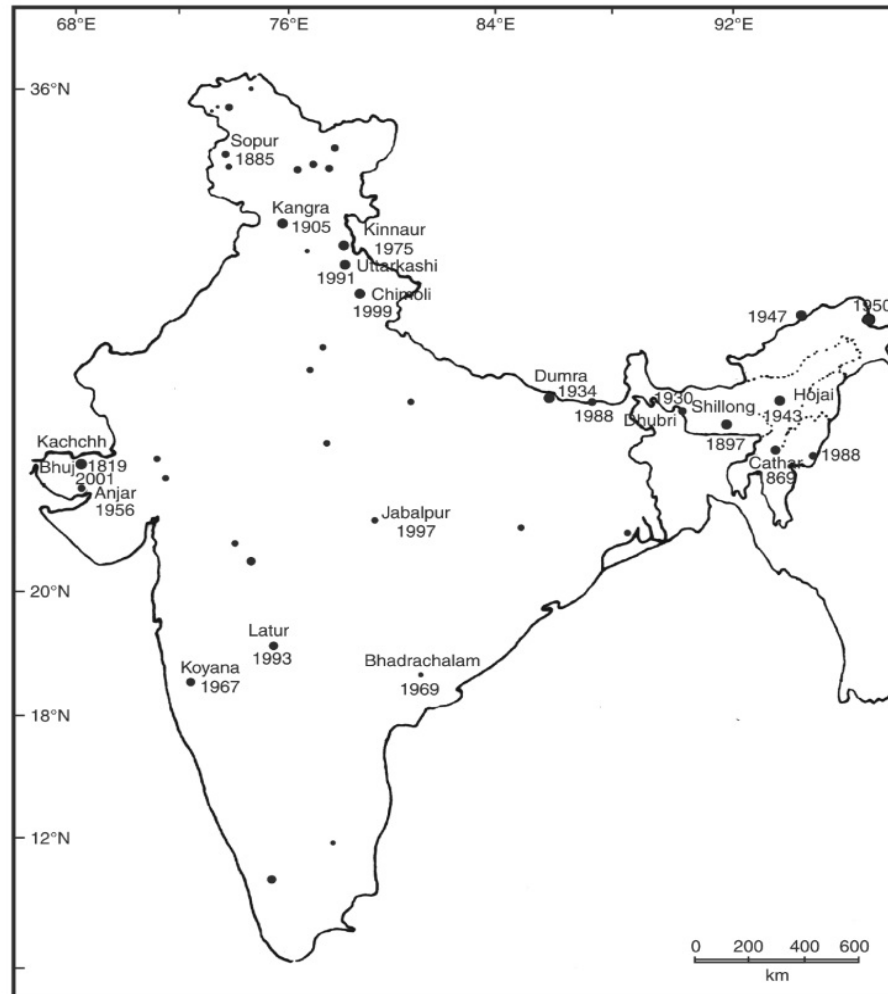 68°E 76°E 84°E 92°E
36°N
Sopur
1885
Kangra
1905
Kinnaur
1975
Uttarkashi
1991
Chimoli
1999
1947
1950
Dumra
1934
1988
1930
Dhubri
Shillong
1897
Hojai
1943
Cathar
1869
1988
Kachchh
Bhuj 1819
2001
Anjar
1956
Jabalpur
1997
20°N
Latur
1993
Koyana
1967
Bhadrachalam
1969
18°N
12°N
0 200 400 600
km